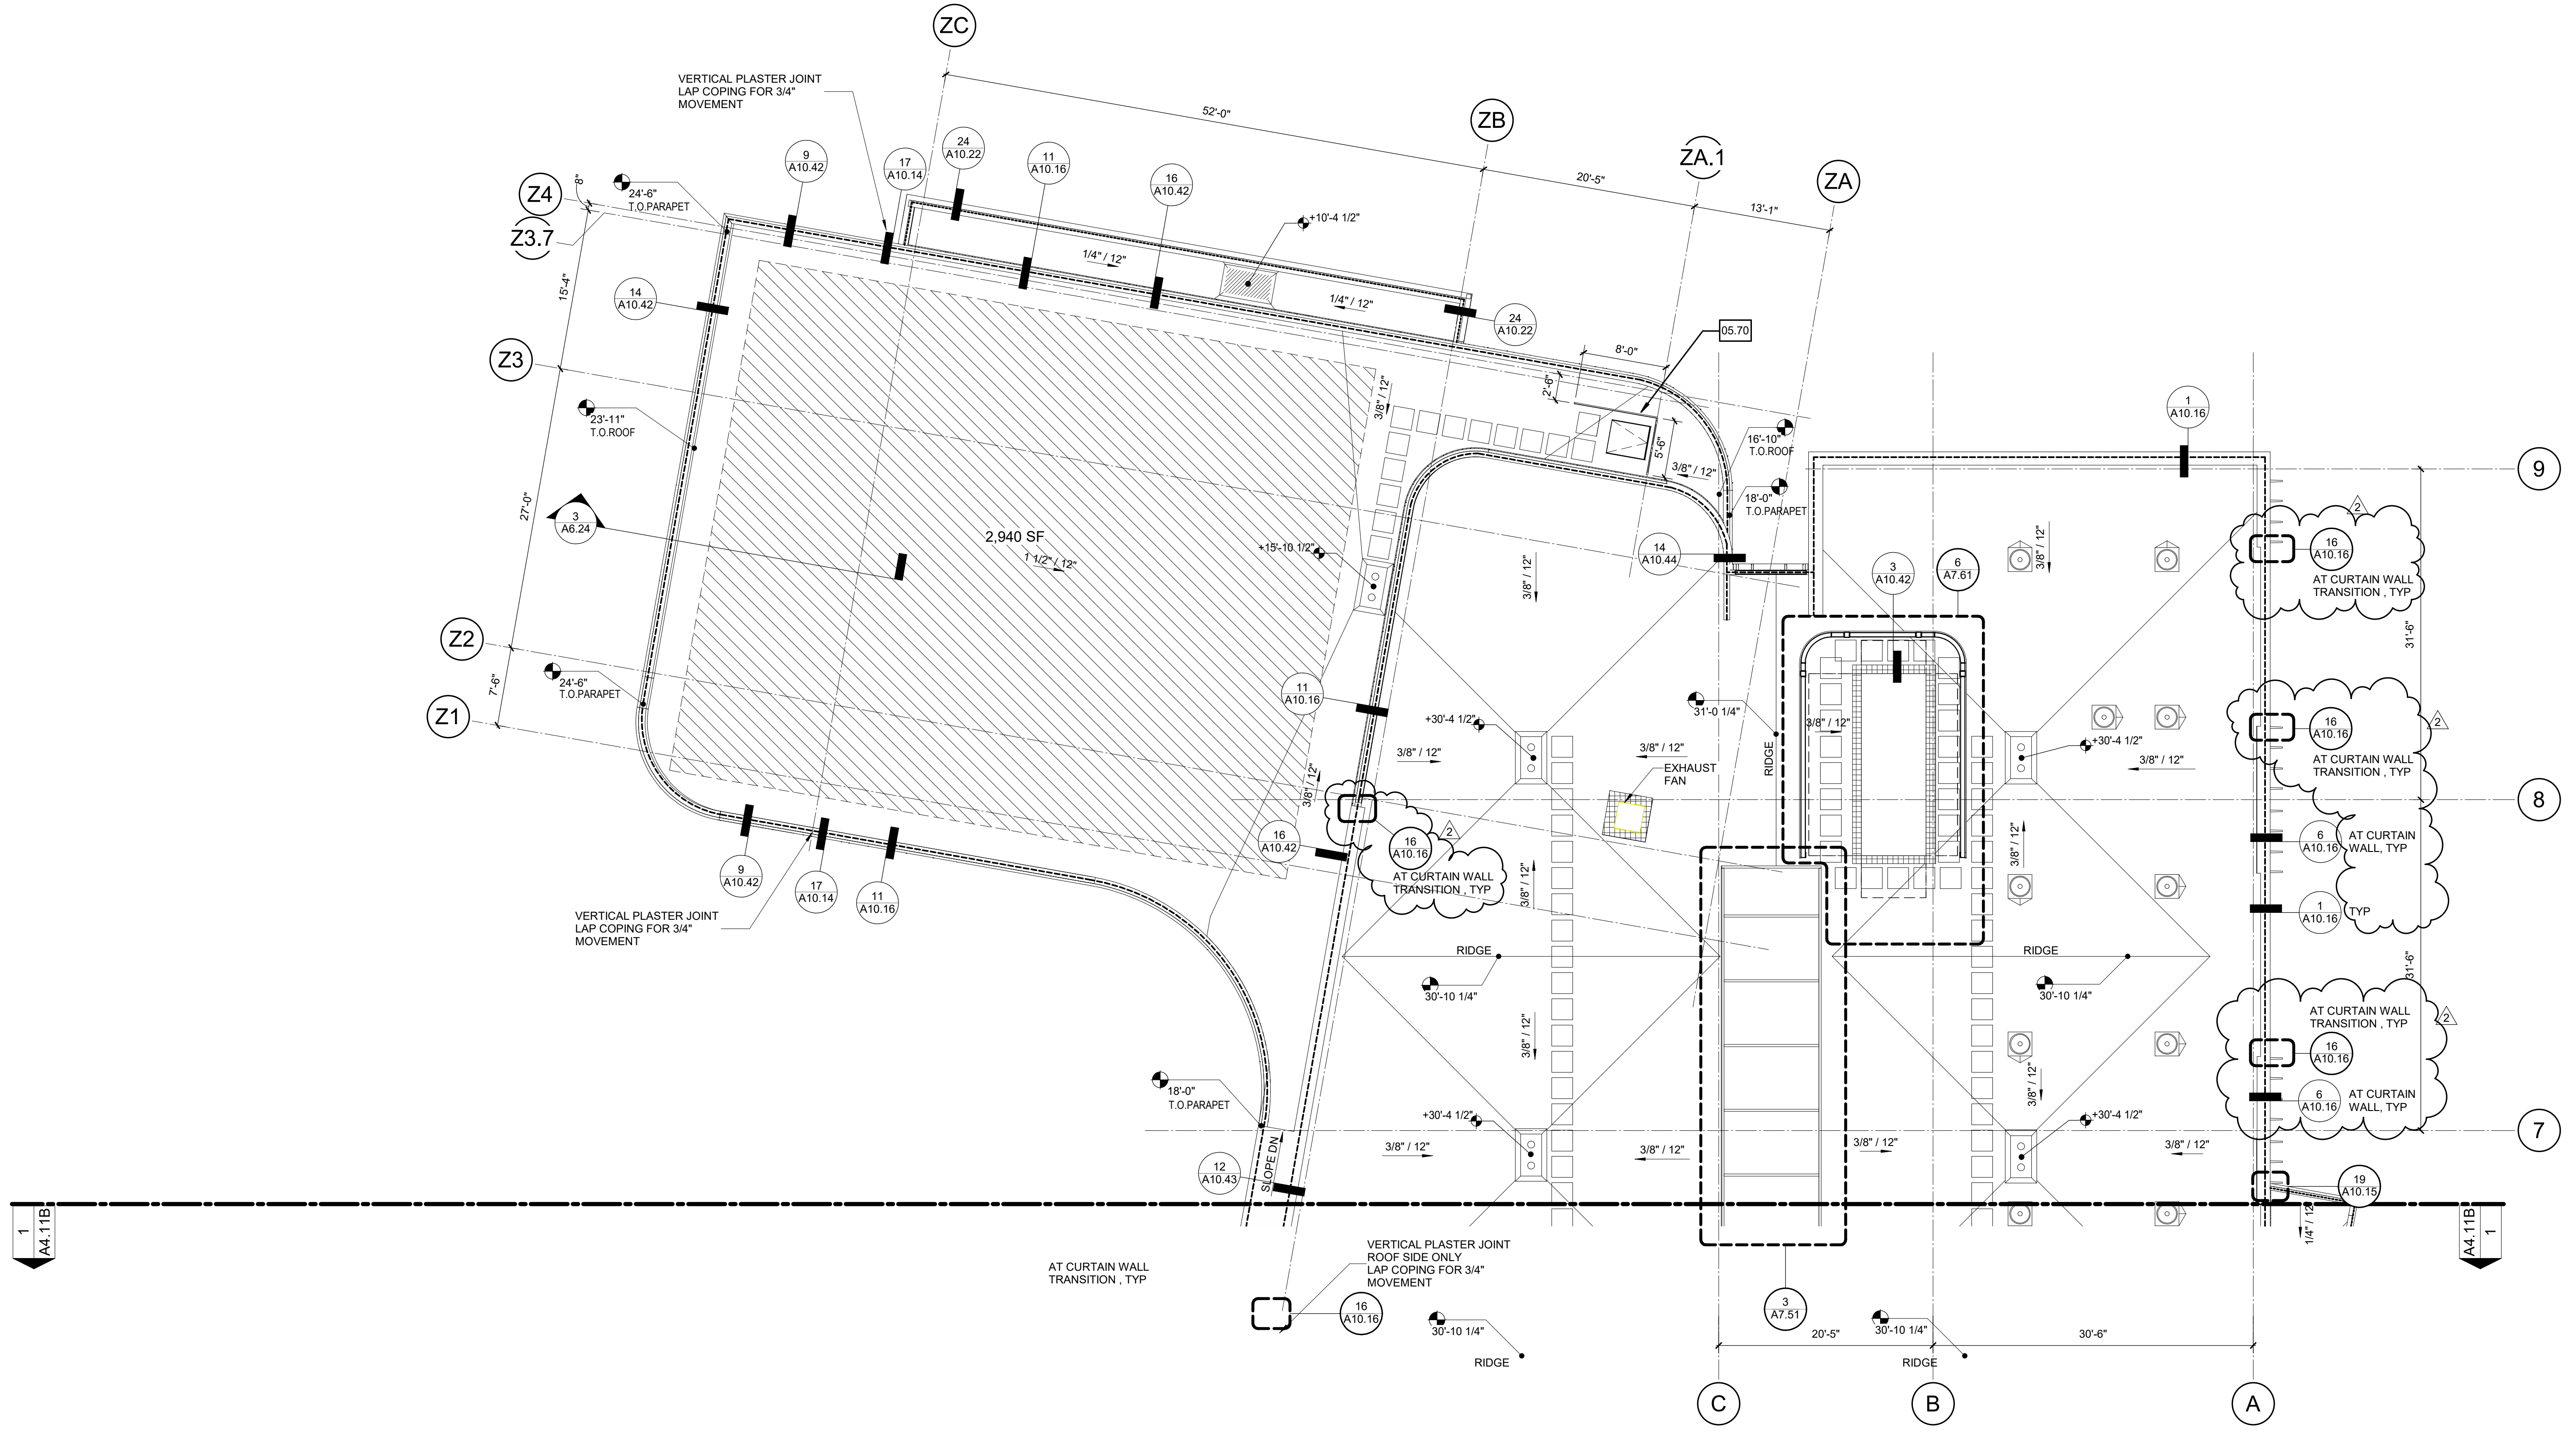 ZC
VERTICAL PLASTER JOINT
LAP COPING FOR 3/4"
MOVEMENT
52'-0"
ZB
ZA.1
ZA
20'-5"
13'-1"
9
A10.42
17
A10.14
24
A10.22
11
A10.16
16
A10.42
Z4
8"
24'-6"
T.O.PARAPET
Z3.7
+10'-4 1/2"
1/4" / 12"
1/4" / 12"
15'-4"
14
A10.42
24
A10.22
05.70
8'-0"
2'-6"
Z3
3/8" / 12"
23'-11"
T.O.ROOF
5'-6"
3/8" / 12"
16'-10"
T.O.ROOF
18'-0"
T.O.PARAPET
1
A10.16
9
27'-0"
3
A6.24
2,940 SF
1 1/2" / 12"
+15'-10 1/2"
3/8" / 12"
14
A10.44
3
A10.42
6
A7.61
3/8" / 12"
2
16
A10.16
AT CURTAIN WALL
TRANSITION , TYP
31'-6"
Z2
24'-6"
T.O.PARAPET
7'-6"
Z1
11
A10.16
+30'-4 1/2"
3/8" / 12"
3/8" / 12"
EXHAUST
FAN
31'-0 1/4"
RIDGE
3/8" / 12"
+30'-4 1/2"
3/8" / 12"
16
A10.16
2
AT CURTAIN WALL
TRANSITION , TYP
3/8" / 12"
8
16
A10.42
16
A10.16
2
AT CURTAIN WALL
TRANSITION , TYP
3/8" / 12"
3/8" / 12"
6
A10.16
AT CURTAIN
WALL, TYP
9
A10.42
17
A10.14
11
A10.16
1
A10.16
TYP
VERTICAL PLASTER JOINT
LAP COPING FOR 3/4"
MOVEMENT
RIDGE
30'-10 1/4"
RIDGE
30'-10 1/4"
31'-6"
AT CURTAIN WALL
TRANSITION , TYP
2
16
A10.16
3/8" / 12"
3/8" / 12"
18'-0"
T.O.PARAPET
+30'-4 1/2"
+30'-4 1/2"
6
A10.16
AT CURTAIN
WALL, TYP
7
3/8" / 12"
3/8" / 12"
3/8" / 12"
3/8" / 12"
12
A10.43
SLOPE DN
19
A10.15
1/4" / 12"
1
A4.11B
A4.11B
1
AT CURTAIN WALL
TRANSITION , TYP
VERTICAL PLASTER JOINT
ROOF SIDE ONLY
LAP COPING FOR 3/4"
MOVEMENT
16
A10.16
30'-10 1/4"
RIDGE
3
A7.51
30'-10 1/4"
RIDGE
20'-5"
30'-6"
C
B
A